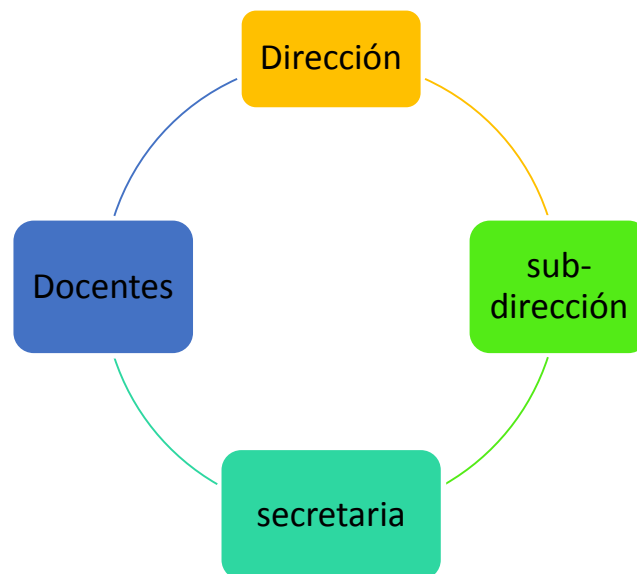 Dirección
sub-
dirección
secretaria
Docentes